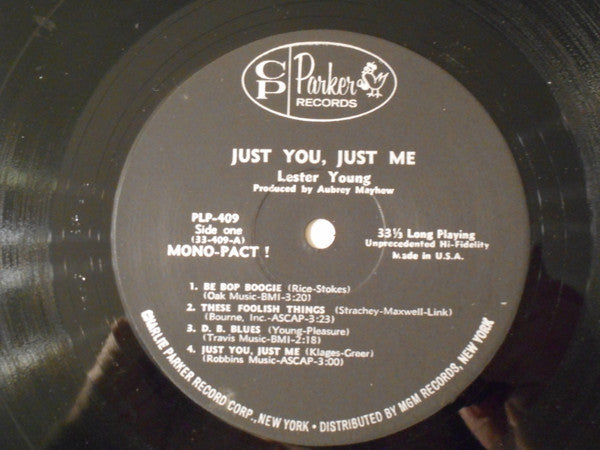 CP Parker
RECORDS
JUST YOU, JUST ME
Lester Young
Produced by Aubrey Mayhew
PLP-409
Side one
(33-409-A)
MONO-PACT !
33⅓ Long Playing
Unprecedented Hi-Fidelity
Made in U.S.A.
1. BE BOP BOOGIE (Rice-Stokes)
(Oak Music-BMI-3:20)
2. THESE FOOLISH THINGS (Strachey-Maxwell-Link)
(Bourne, Inc.-ASCAP-3:23)
3. D. B. BLUES (Young-Pleasure)
(Travis Music-BMI-2:18)
4. JUST YOU, JUST ME (Klages-Greer)
(Robbins Music-ASCAP-3:00)
CHARLIE PARKER RECORD CORP., NEW YORK • DISTRIBUTED BY MGM RECORDS, NEW YORK